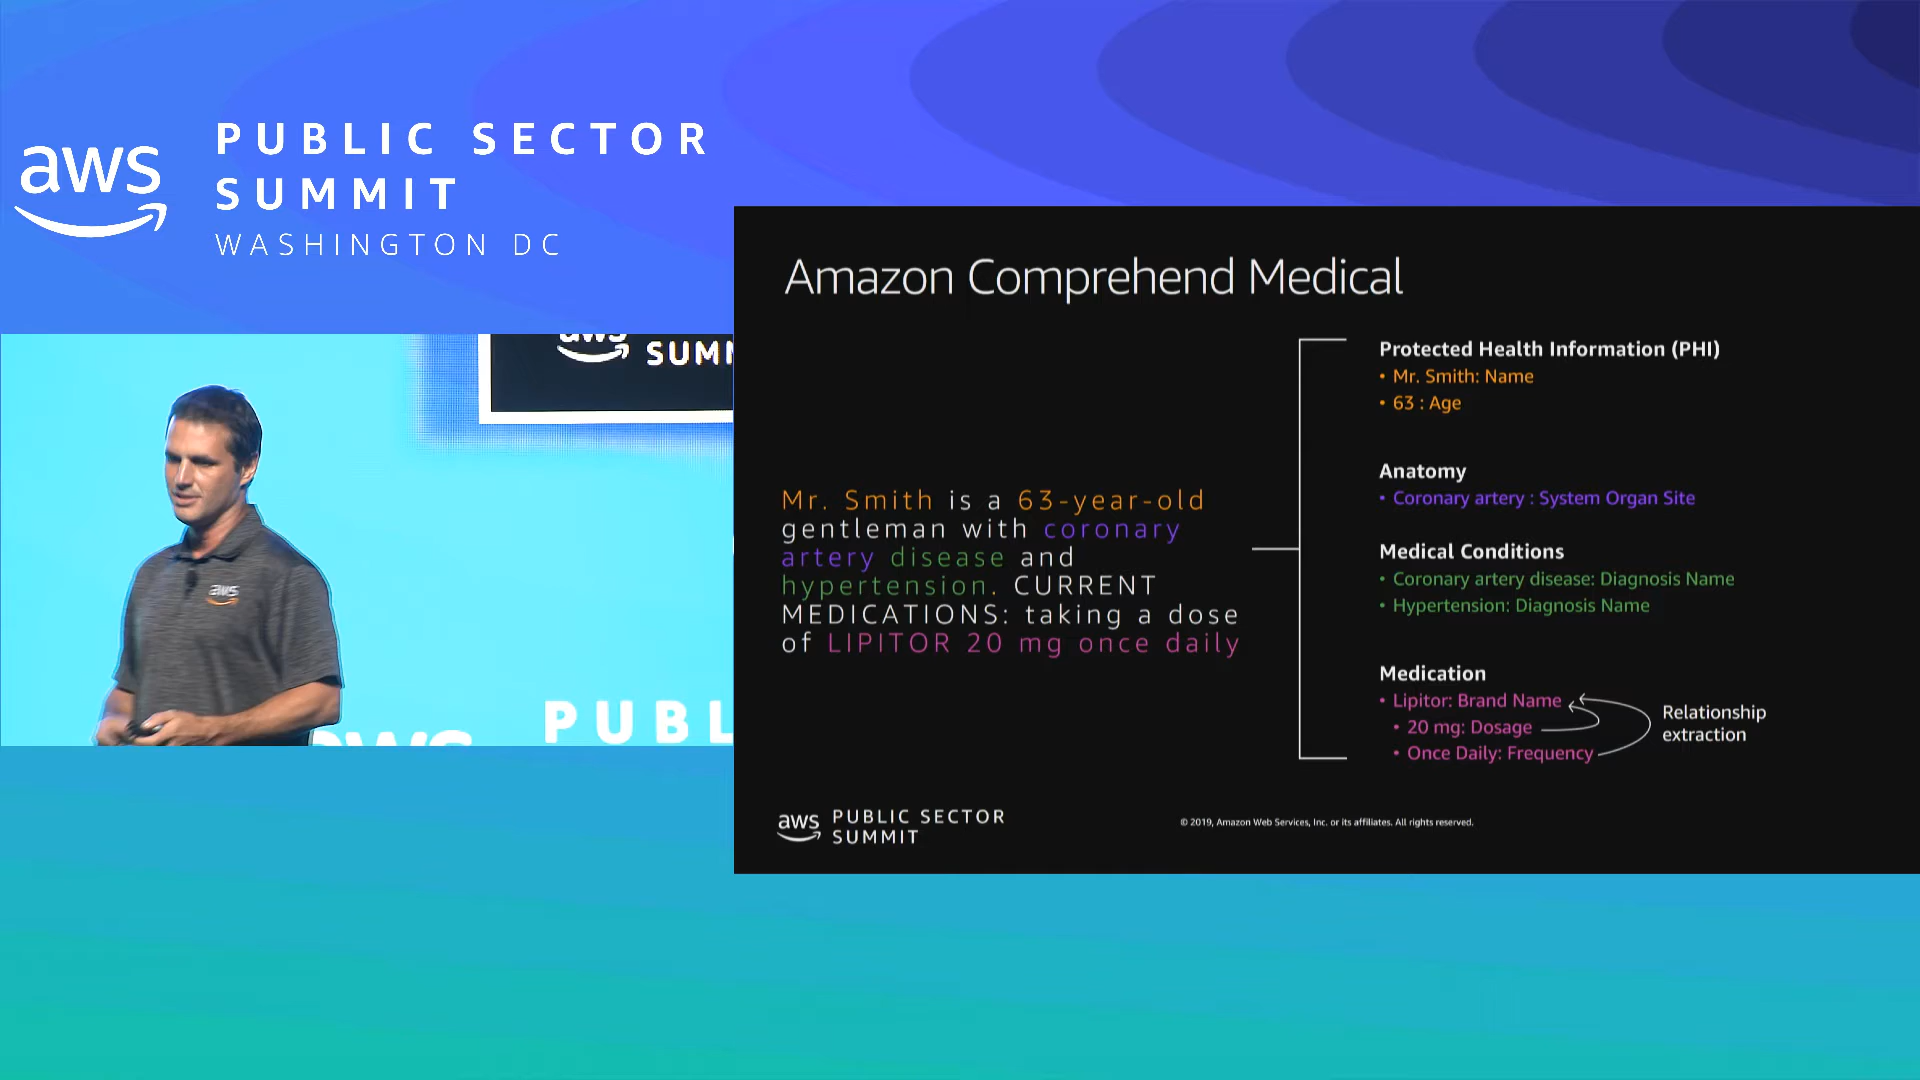 aws
PUBLIC SECTOR
SUMMIT
WASHINGTON DC
aws
SUMM
aws
aws
PUBL
Amazon Comprehend Medical
Mr. Smith is a 63-year-old
gentleman with coronary
artery disease and
hypertension. CURRENT
MEDICATIONS: taking a dose
of LIPITOR 20 mg once daily
Protected Health Information (PHI)
• Mr. Smith: Name
• 63 : Age
Anatomy
• Coronary artery : System Organ Site
Medical Conditions
• Coronary artery disease: Diagnosis Name
• Hypertension: Diagnosis Name
Medication
• Lipitor: Brand Name
• 20 mg: Dosage
• Once Daily: Frequency
Relationship
extraction
aws
PUBLIC SECTOR
SUMMIT
© 2019, Amazon Web Services, Inc. or its affiliates. All rights reserved.